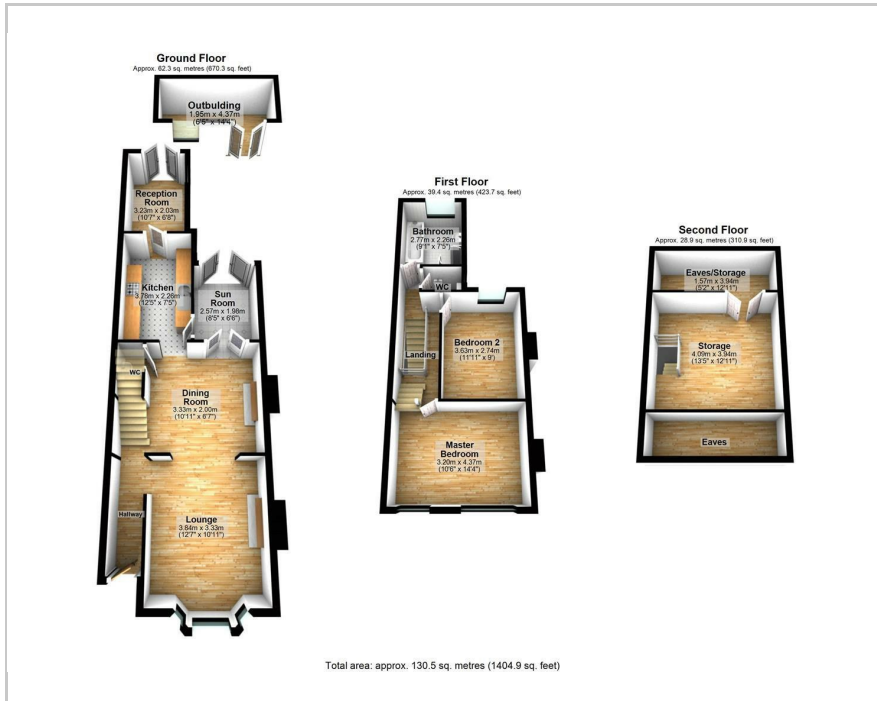 Ground Floor
Approx. 62.3 sq. metres (670.3 sq. feet)
Outbulding
1.95m x 4.37m
(6'5" x 14'4")
Reception
Room
3.23m x 2.03m
(10'7" x 6'8")
Kitchen
3.78m x 2.26m
(12'5" x 7'5")
Sun
Room
2.57m x 1.98m
(8'5" x 6'6")
WC
Dining
Room
3.33m x 2.00m
(10'11" x 6'7")
Hallway
Lounge
3.84m x 3.33m
(12'7" x 10'11")
First Floor
Approx. 39.4 sq. metres (423.7 sq. feet)
Bathroom
2.77m x 2.26m
(9'1" x 7'5")
WC
Bedroom 2
3.63m x 2.74m
(11'11" x 9')
Landing
Master
Bedroom
3.20m x 4.37m
(10'6" x 14'4")
Second Floor
Approx. 28.9 sq. metres (310.9 sq. feet)
Eaves/Storage
1.57m x 3.94m
(5'2" x 12'11")
Storage
4.09m x 3.94m
(13'5" x 12'11")
Eaves
Total area: approx. 130.5 sq. metres (1404.9 sq. feet)